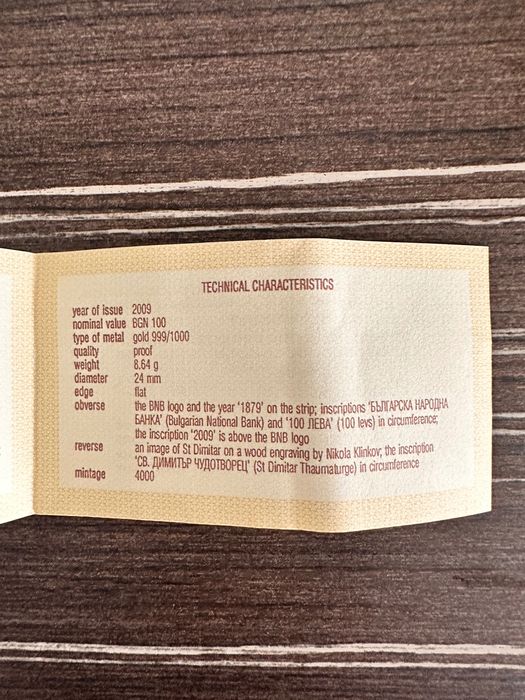 TECHNICAL CHARACTERISTICS
year of issue 2009
nominal value BGN 100
type of metal gold 999/1000
quality proof
weight 8.64 g
diameter 24 mm
edge flat
obverse the BNB logo and the year '1879' on the strip; inscriptions 'БЪЛГАРСКА НАРОДНА
БАНКА' (Bulgarian National Bank) and '100 ЛЕВА' (100 levs) in circumference;
the inscription '2009' is above the BNB logo
reverse an image of St Dimitar on a wood engraving by Nikola Klinkov; the inscription
'СВ. ДИМИТЪР ЧУДОТВОРЕЦ' (St Dimitar Thaumaturge) in circumference
mintage 4000